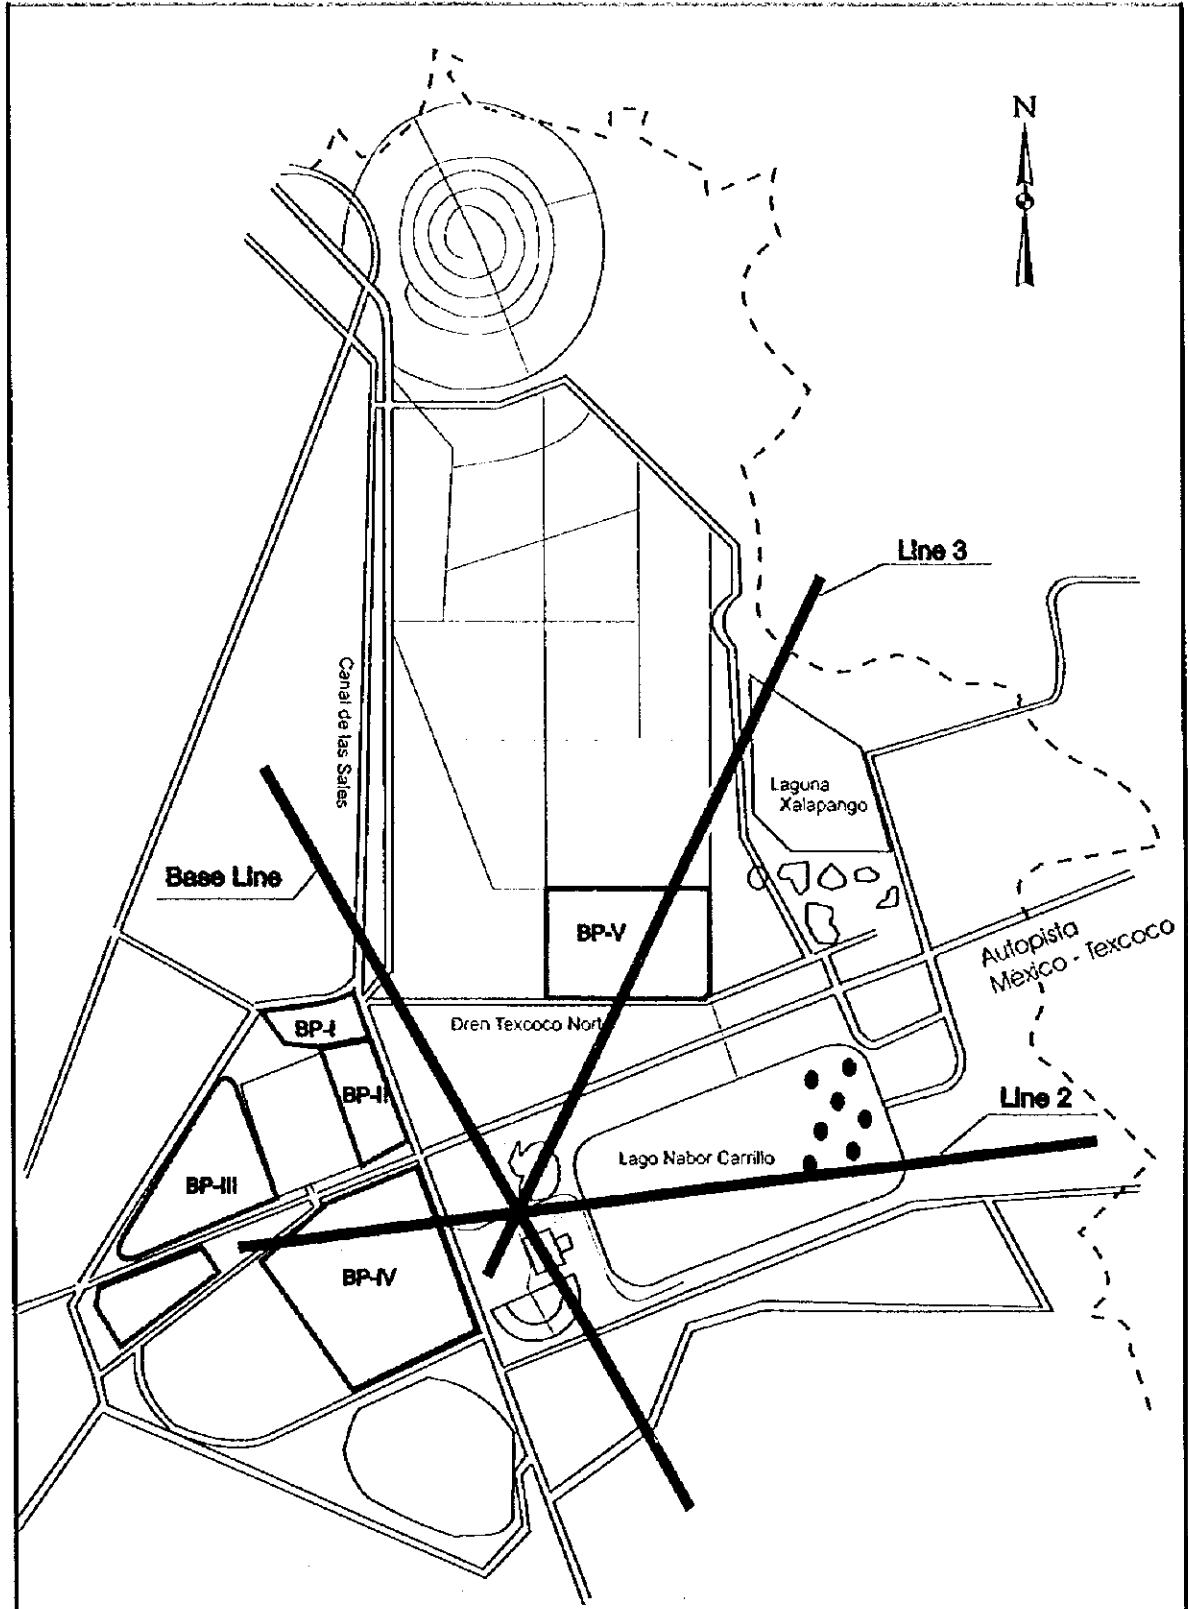 N
Line 3
Canal de las Sales
Laguna
Xalapango
Base Line
BP-V
Autopista
México - Texcoco
Dren Texcoco Nort
BP-I
BP-II
Line 2
Lago Nabor Carrillo
BP-III
BP-IV